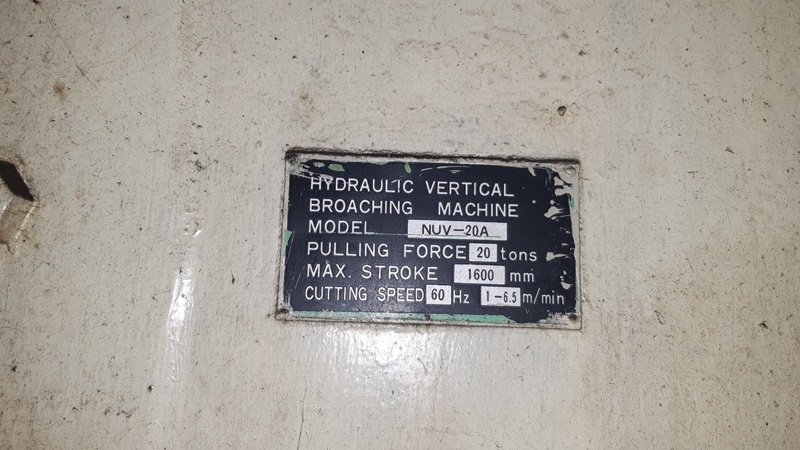 HYDRAULIC VERTICAL
BROACHING MACHINE
MODEL NUV-20A
PULLING FORCE 20 tons
MAX. STROKE 1600 mm
CUTTING SPEED 60 Hz 1-6.5 m/min